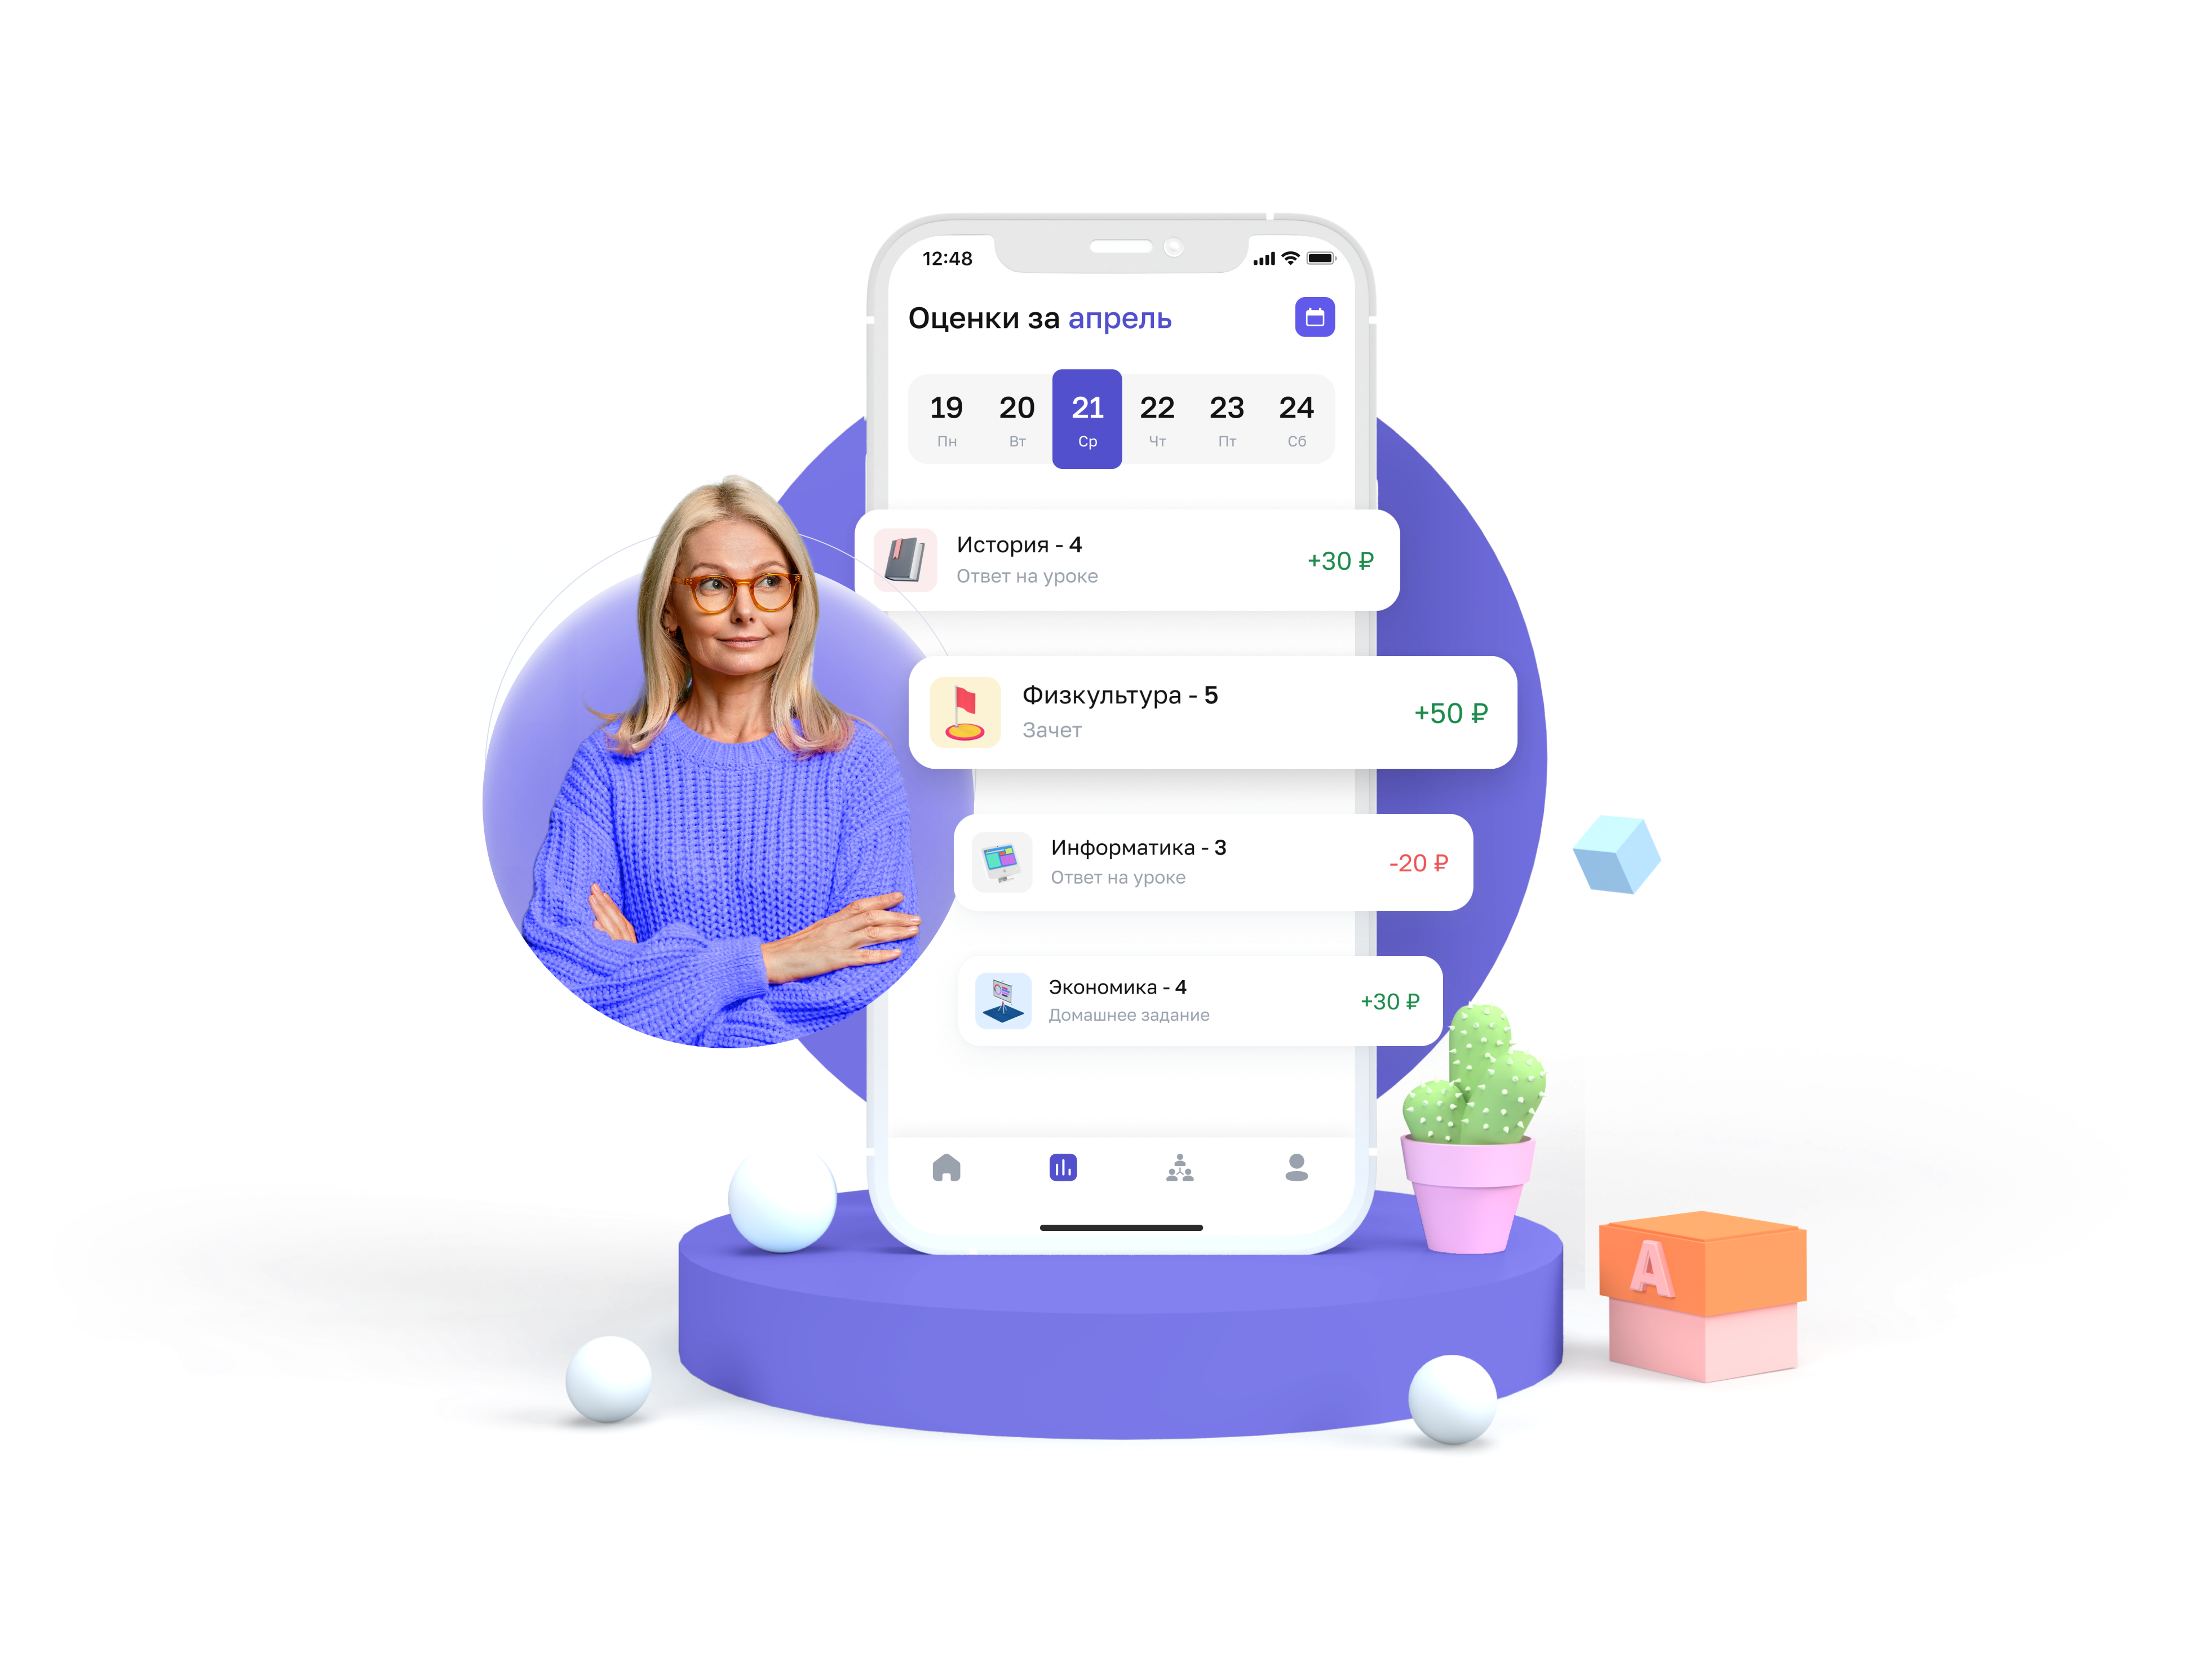 12:48
Оценки за апрель
19 20 21 22 23 24
Пн Вт Ср Чт Пт Сб
История - 4
Ответ на уроке
+30 ₽
Физкультура - 5
Зачет
+50 ₽
Информатика - 3
Ответ на уроке
-20 ₽
Экономика - 4
Домашнее задание
+30 ₽
A